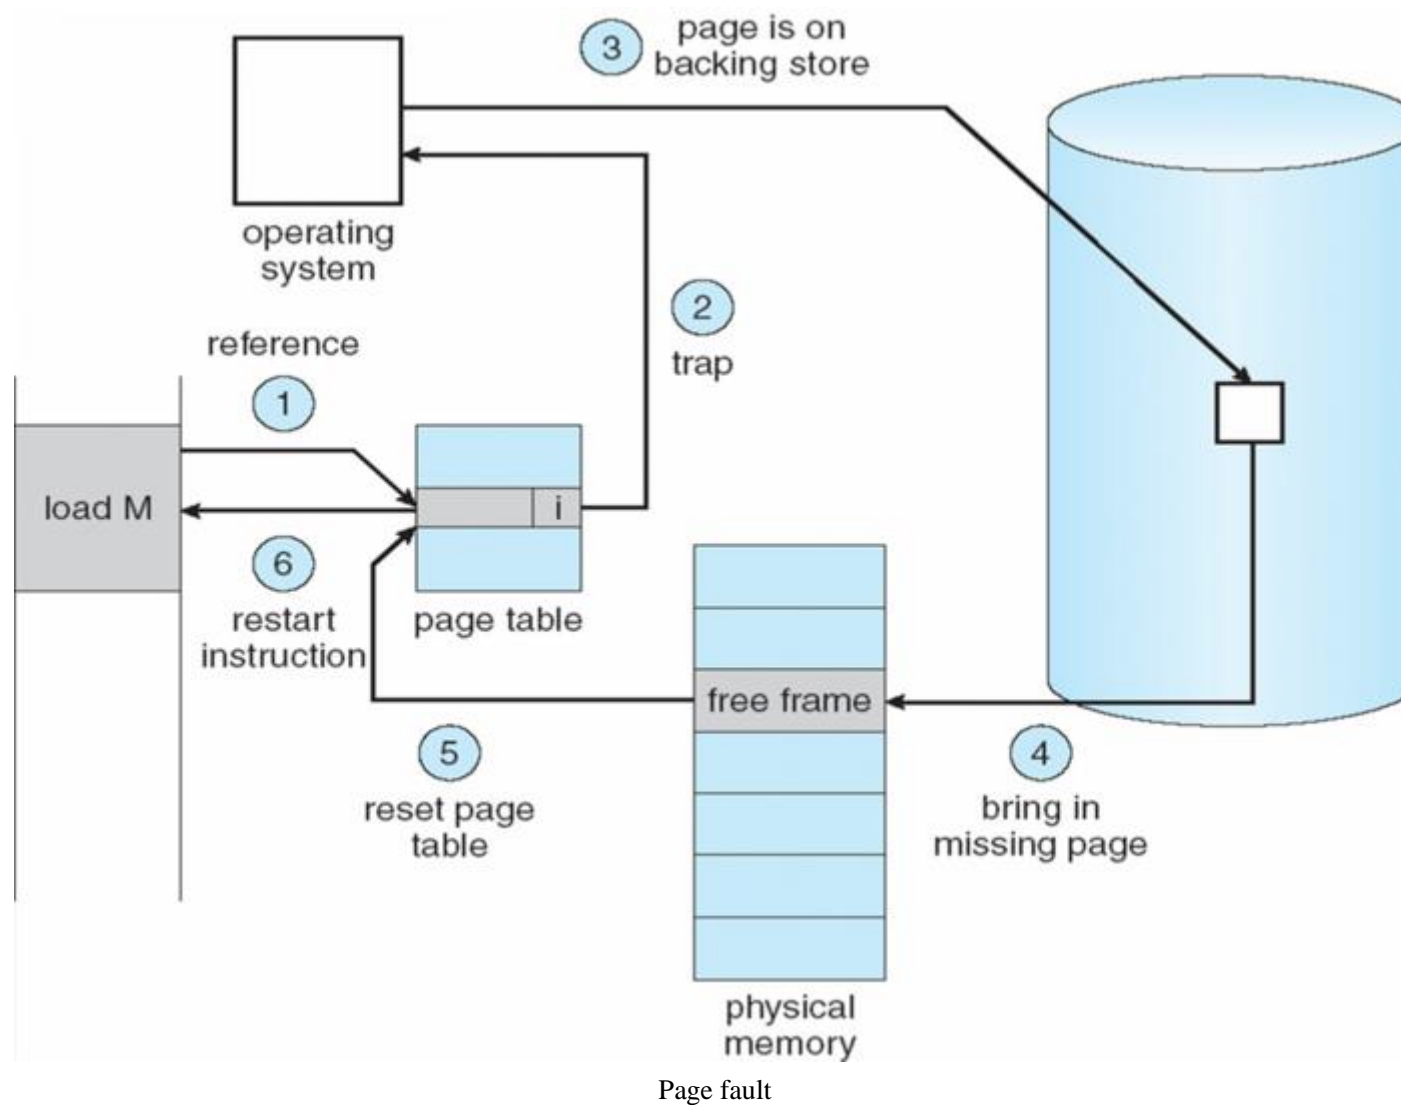 3
page is on
backing store
operating
system
2
trap
reference
1
load M
i
6
restart
instruction
page table
free frame
5
reset page
table
4
bring in
missing page
physical
memory
Page fault